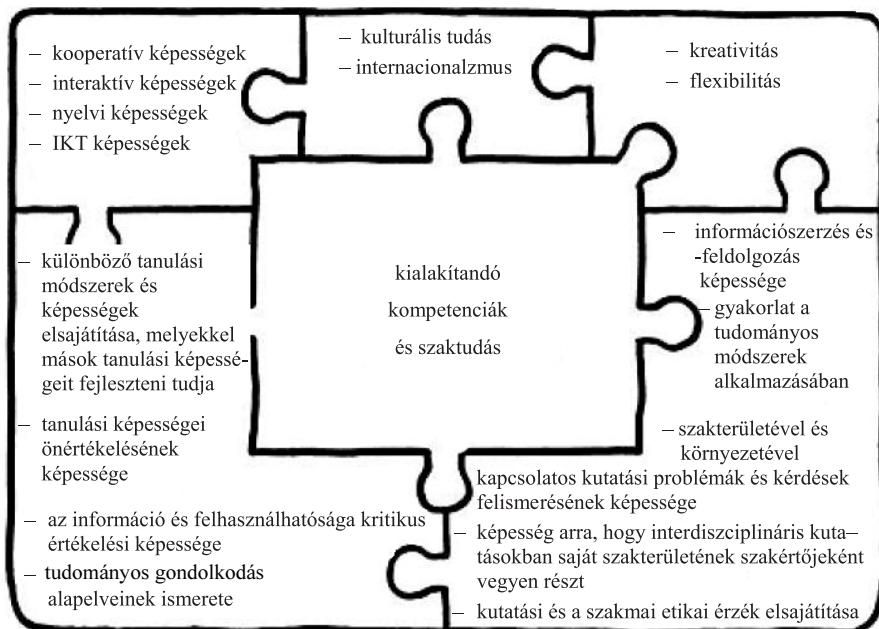 – kooperatív képességek
– interaktív képességek
– nyelvi képességek
– IKT képességek
– kulturális tudás
– internacionalzmus
– kreativitás
– flexibilitás
– különböző tanulási
módszerek és
képességek
elsajátítása, melyekkel
mások tanulási képessé-
geit fejleszteni tudja
– tanulási képességei
önértékelésének
képessége
– az információ és felhasználhatósága kritikus
értékelési képessége
– tudományos gondolkodás
alapelveinek ismerete
kialakítandó
kompetenciák
és szaktudás
– információszerzés és
-feldolgozás
képessége
– gyakorlat a
tudományos
módszerek
alkalmazásában
– szakterületével és
környezetével
kapcsolatos kutatási problémák és kérdések
felismerésének képessége
– képesség arra, hogy interdiszciplináris kuta–
tásokban saját szakterületének szakértőjeként
vegyen részt
– kutatási és a szakmai etikai érzék elsajátítása